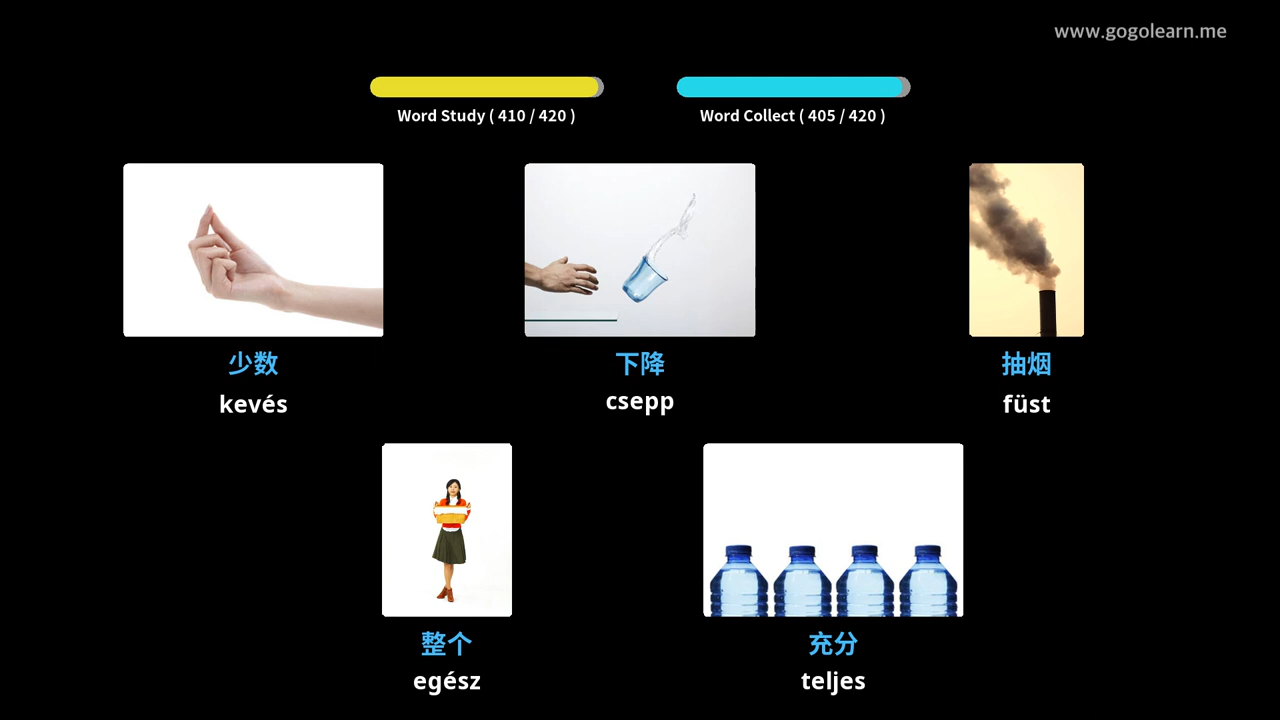 www.gogolearn.me
Word Study ( 410 / 420 )
Word Collect ( 405 / 420 )
少数
kevés
下降
csepp
抽烟
füst
整个
egész
充分
teljes